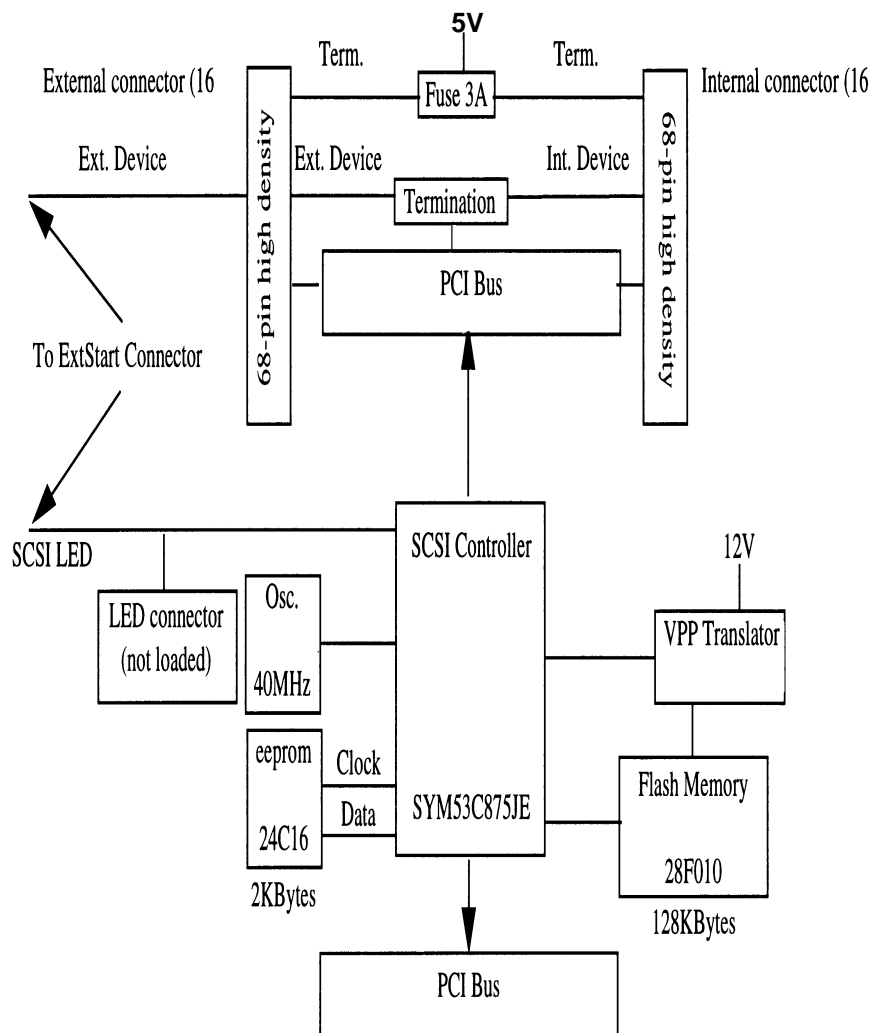 5V
Term.
Term.
External connector (16
Fuse 3A
Internal connector (16
68-pin high density
68-pin high density
Ext. Device
Ext. Device
Int. Device
Termination
PCI Bus
To ExtStart Connector
SCSI LED
SCSI Controller
12V
LED connector
(not loaded)
Osc.
40MHz
VPP Translator
eeprom
24C16
Clock
Data
SYM53C875JE
Flash Memory
28F010
2KBytes
128KBytes
PCI Bus